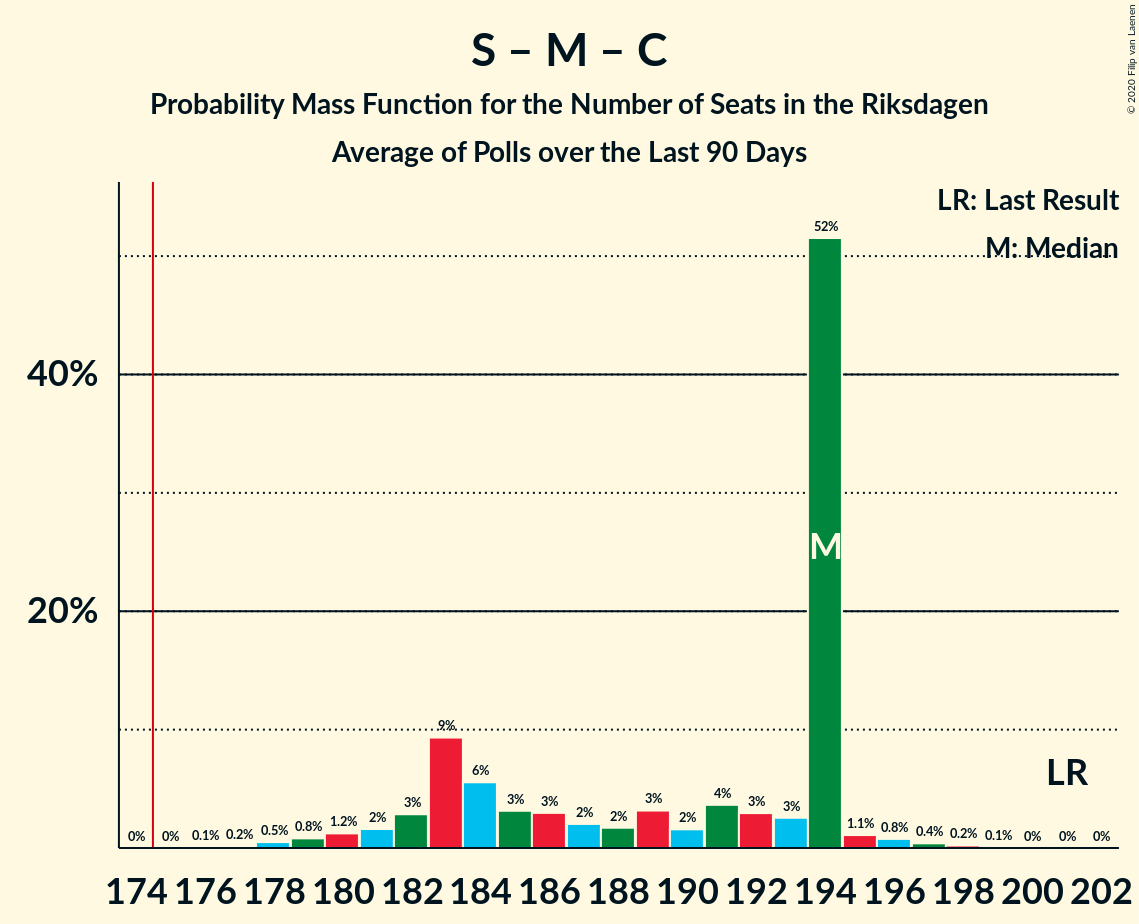 S – M – C
Probability Mass Function for the Number of Seats in the Riksdagen
Average of Polls over the Last 90 Days
© 2020 Filip van Laenen
LR: Last Result
M: Median
52%
40%
M
20%
9%
6%
LR
0% 0% 0.1% 0.2% 0.5% 0.8% 1.2% 2% 3% 3% 3% 2% 2% 3% 2% 4% 3% 3% 1.1% 0.8% 0.4% 0.2% 0.1% 0% 0% 0%
174 176 178 180 182 184 186 188 190 192 194 196 198 200 202